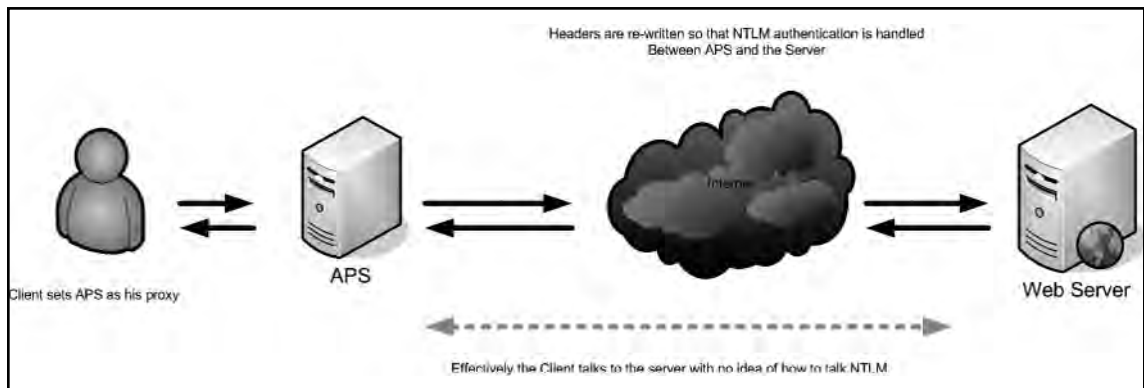 Headers are re-written so that NTLM authentication is handled
Between APS and the Server
Internet
APS
Client sets APS as his proxy
Web Server
Effectively the Client talks to the server with no idea of how to talk NTLM